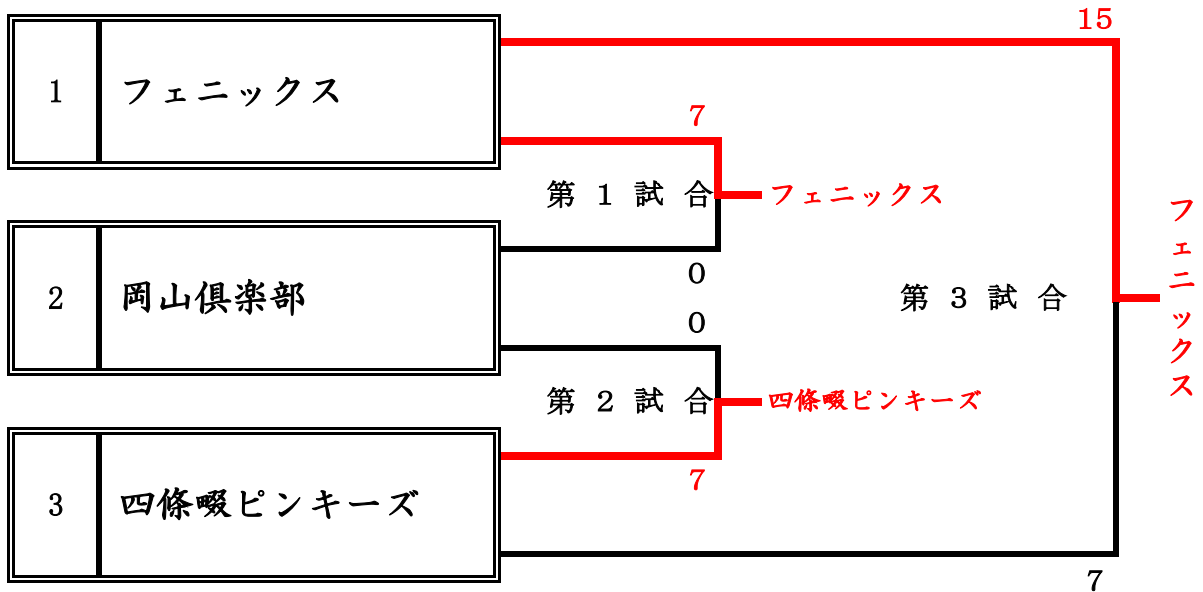 15
1 フェニックス
7
第1試合 フェニックス
0
2 岡山倶楽部
第3試合
フェニックス
0
第2試合 四條畷ピンキーズ
7
3 四條畷ピンキーズ
7